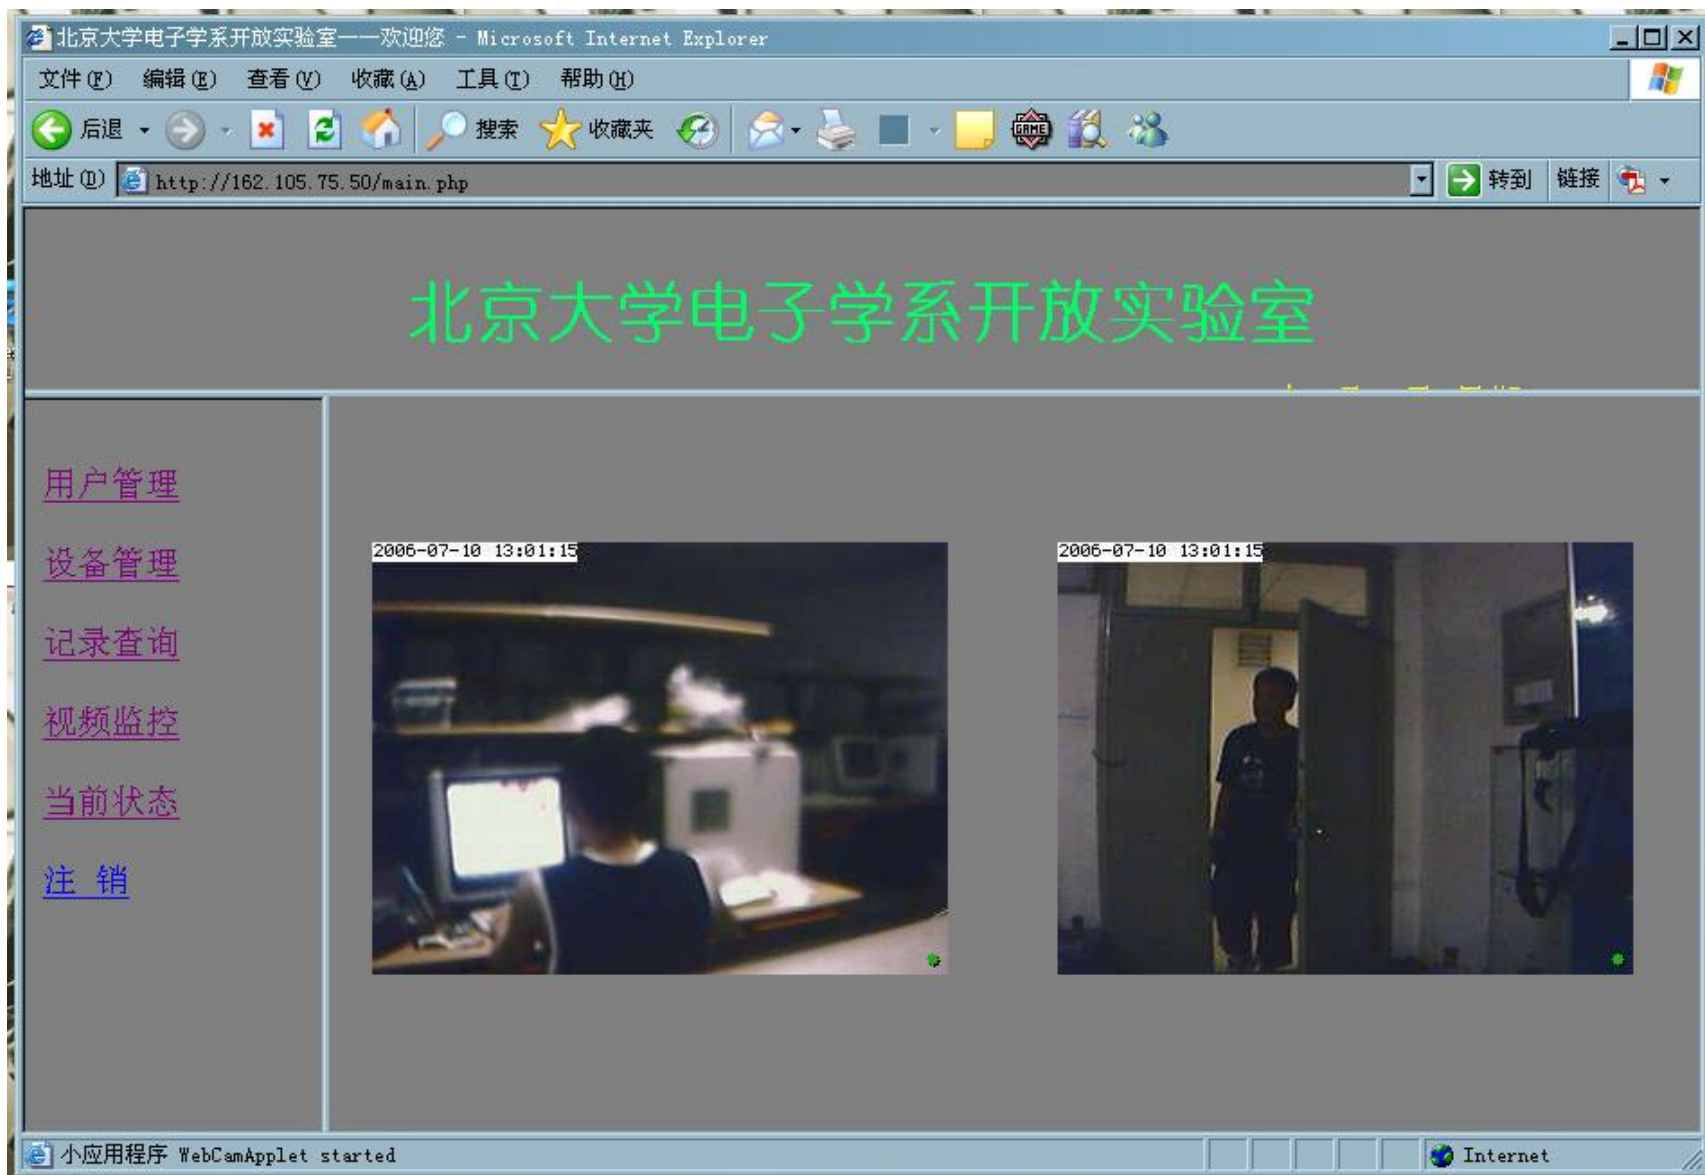 北京大学电子学系开放实验室——欢迎您 - Microsoft Internet Explorer
文件(F) 编辑(E) 查看(V) 收藏(A) 工具(T) 帮助(H)
后退 搜索 收藏夹 GAME
地址(D) http://162.105.75.50/main.php 转到 链接
北京大学电子学系开放实验室
用户管理
设备管理
记录查询
视频监控
当前状态
注 销
2006-07-10 13:01:15
2006-07-10 13:01:15
小应用程序 WebCamApplet started Internet